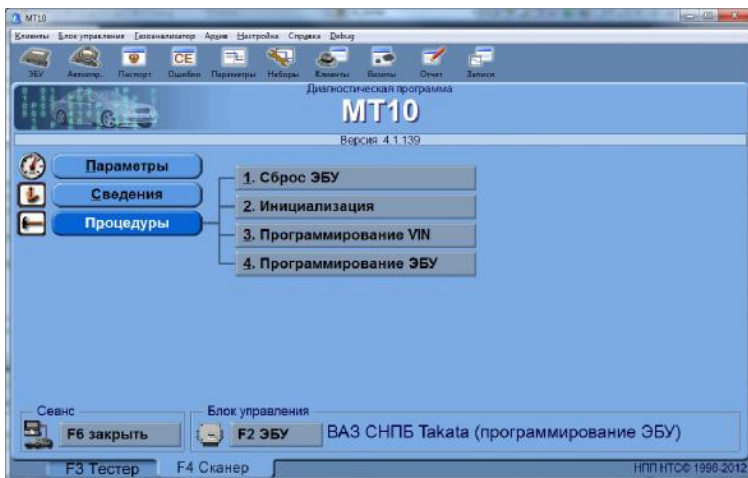 MT10
Клиенты Блок управления Газоанализатор Архив Настройка Справка Debug
ЭБУ Автоопр. Паспорт Ошибки Параметры Наборы Клиенты Визиты Отчет Записи
CE
Диагностическая программа
МТ10
Версия 4.1.139
Параметры
Сведения
Процедуры
1. Сброс ЭБУ
2. Инициализация
3. Программирование VIN
4. Программирование ЭБУ
Сеанс
F6 закрыть
Блок управления
F2 ЭБУ
ВАЗ СНПБ Takata (программирование ЭБУ)
F3 Тестер
F4 Сканер
НПП НТС© 1998-2012